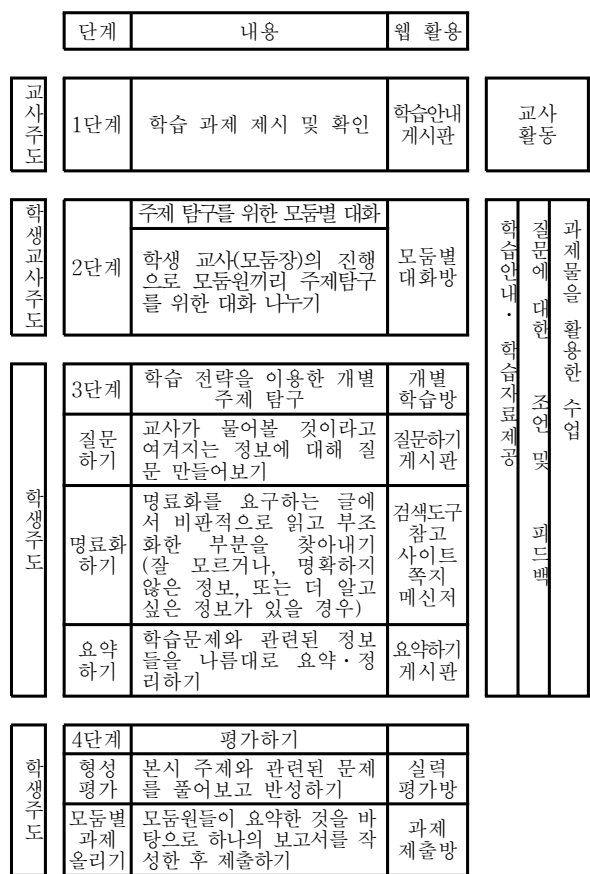 단계 내용 웹 활용
교사주도
1단계 학습 과제 제시 및 확인 학습안내
게시판
교사
활동
학생교사주도
2단계
주제 탐구를 위한 모둠별 대화
학생 교사(모둠장)의 진행
으로 모둠원끼리 주제탐구
를 위한 대화 나누기
모둠별
대화방
학습안내・ 학습자료제공
질문에 대한 조언 및 피드백
과제물을 활용한 수업
학생주도
3단계
학습 전략을 이용한 개별
주제 탐구
개별
학습방
질문
하기
교사가 물어볼 것이라고
여겨지는 정보에 대해 질
문 만들어보기
질문하기
게시판
명료화
하기
명료화를 요구하는 글에
서 비판적으로 읽고 부조
화한 부분을 찾아내기
(잘 모르거나, 명확하지
않은 정보, 또는 더 알고
싶은 정보가 있을 경우)
검색도구
참고
사이트
쪽지
메신저
요약
하기
학습문제와 관련된 정보
들을 나름대로 요약・정
리하기
요약하기
게시판
학생주도
4단계 평가하기
형성
평가
본시 주제와 관련된 문제
를 풀어보고 반성하기
실력
평가방
모둠별
과제
올리기
모둠원들이 요약한 것을 바
탕으로 하나의 보고서를 작
성한 후 제출하기
과제
제출방